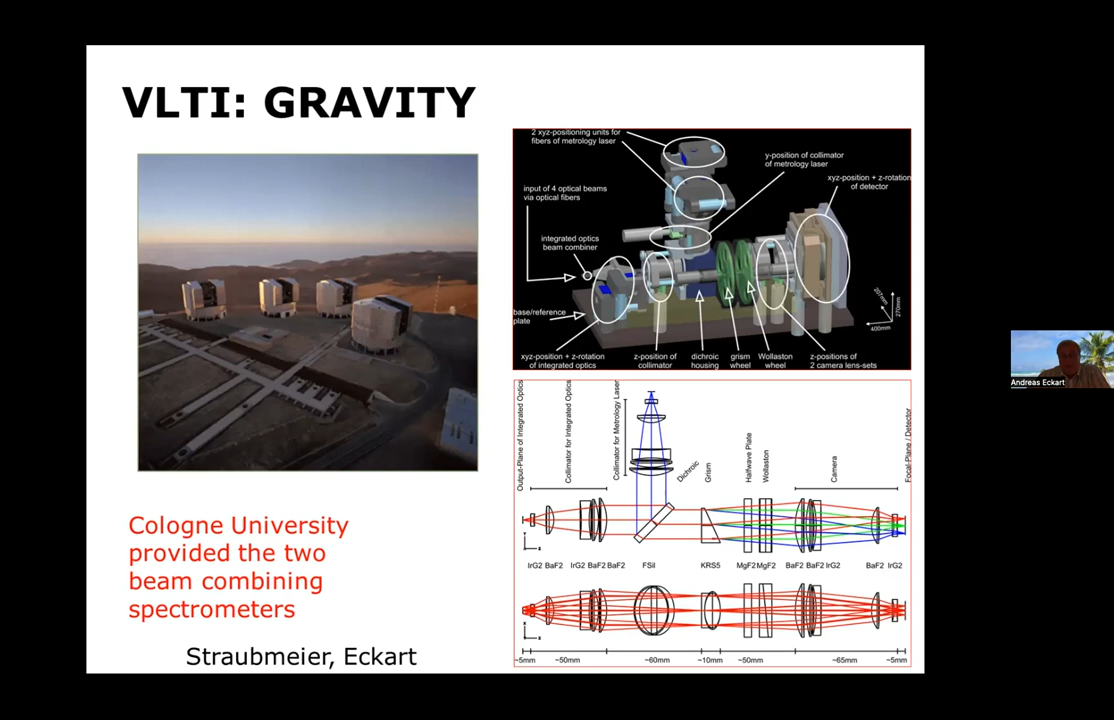 VLTI: GRAVITY
2 xyz-positioning units for
fibers of metrology laser
y-position of collimator
of metrology laser
xyz-position + z-rotation
of detector
input of 4 optical beams
via optical fibers
integrated optics
beam combiner
base/reference
plate
207mm
270mm
400mm
xyz-position + z-rotation
of integrated optics
z-position of
collimator
dichroic
housing
grism
wheel
Wollaston
wheel
z-positions of
2 camera lens-sets
Output-Plane of Integrated Optics
Collimator for Integrated Optics
Collimator for Metrology Laser
Dichroic
Grism
Halfwave Plate
Wollaston
Camera
Focal-Plane / Detector
IrG2 BaF2 IrG2 BaF2 BaF2 FSil KRS5 MgF2 MgF2 BaF2 BaF2 IrG2 BaF2 IrG2
~5mm ~50mm ~60mm ~10mm ~50mm ~65mm ~5mm
Cologne University
provided the two
beam combining
spectrometers
Straubmeier, Eckart
Andreas Eckart